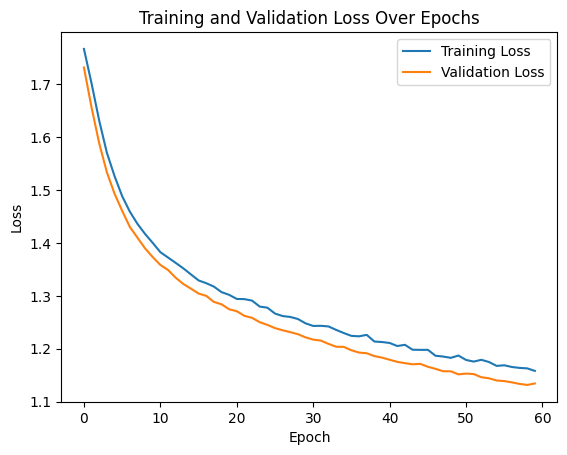 Training and Validation Loss Over Epochs
Training Loss
Validation Loss
Loss
1.7
1.6
1.5
1.4
1.3
1.2
1.1
0 10 20 30 40 50 60
Epoch